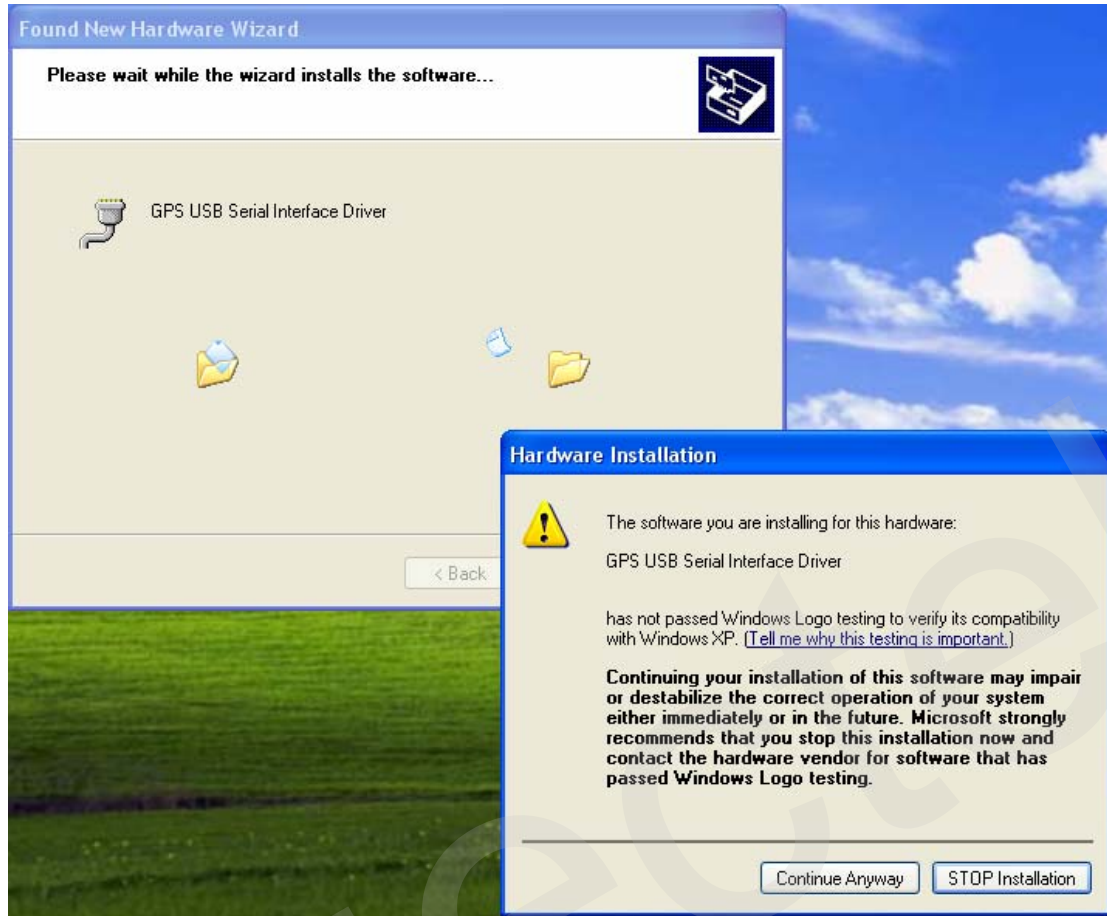 Found New Hardware Wizard
Please wait while the wizard installs the software...
GPS USB Serial Interface Driver
< Back
Hardware Installation
The software you are installing for this hardware:
GPS USB Serial Interface Driver
has not passed Windows Logo testing to verify its compatibility
with Windows XP. (Tell me why this testing is important.)
Continuing your installation of this software may impair
or destabilize the correct operation of your system
either immediately or in the future. Microsoft strongly
recommends that you stop this installation now and
contact the hardware vendor for software that has
passed Windows Logo testing.
Continue Anyway
STOP Installation